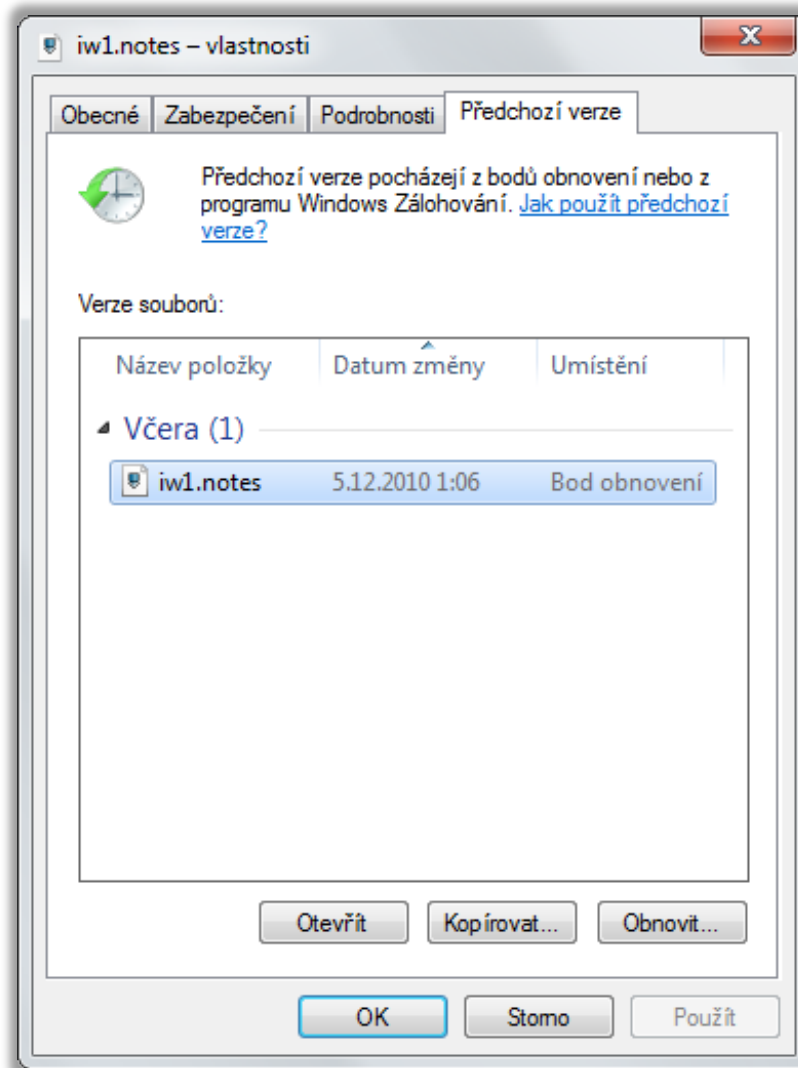 iw1.notes – vlastnosti
Obecné Zabezpečení Podrobnosti Předchozí verze
Předchozí verze pocházejí z bodů obnovení nebo z
programu Windows Zálohování. Jak použít předchozí
verze?
Verze souborů:
Název položky Datum změny Umístění
Včera (1)
iw1.notes 5.12.2010 1:06 Bod obnovení
Otevřít Kopírovat... Obnovit...
OK Storno Použít